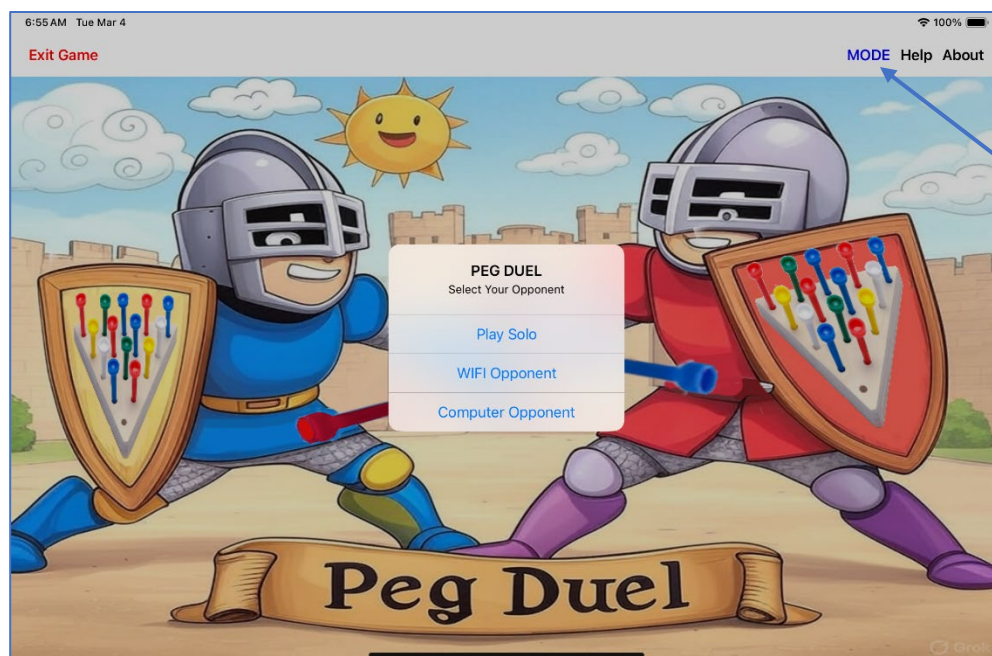 6:55 AM Tue Mar 4
100%
Exit Game
MODE Help About
PEG DUEL
Select Your Opponent
Play Solo
WIFI Opponent
Computer Opponent
Peg Duel
Grok